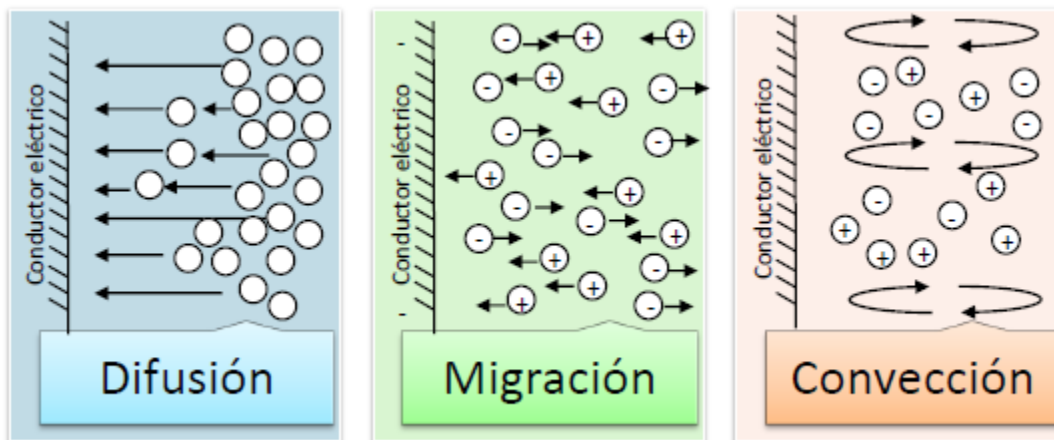 Conductor eléctrico
Difusión
Conductor eléctrico
-
-
- + +
- + -
+
- -
-
+ +
-
-
- +
+ -
+ +
-
Migración
Conductor eléctrico
- + -
- + -
-
+
-
+ - +
+ +
Convección